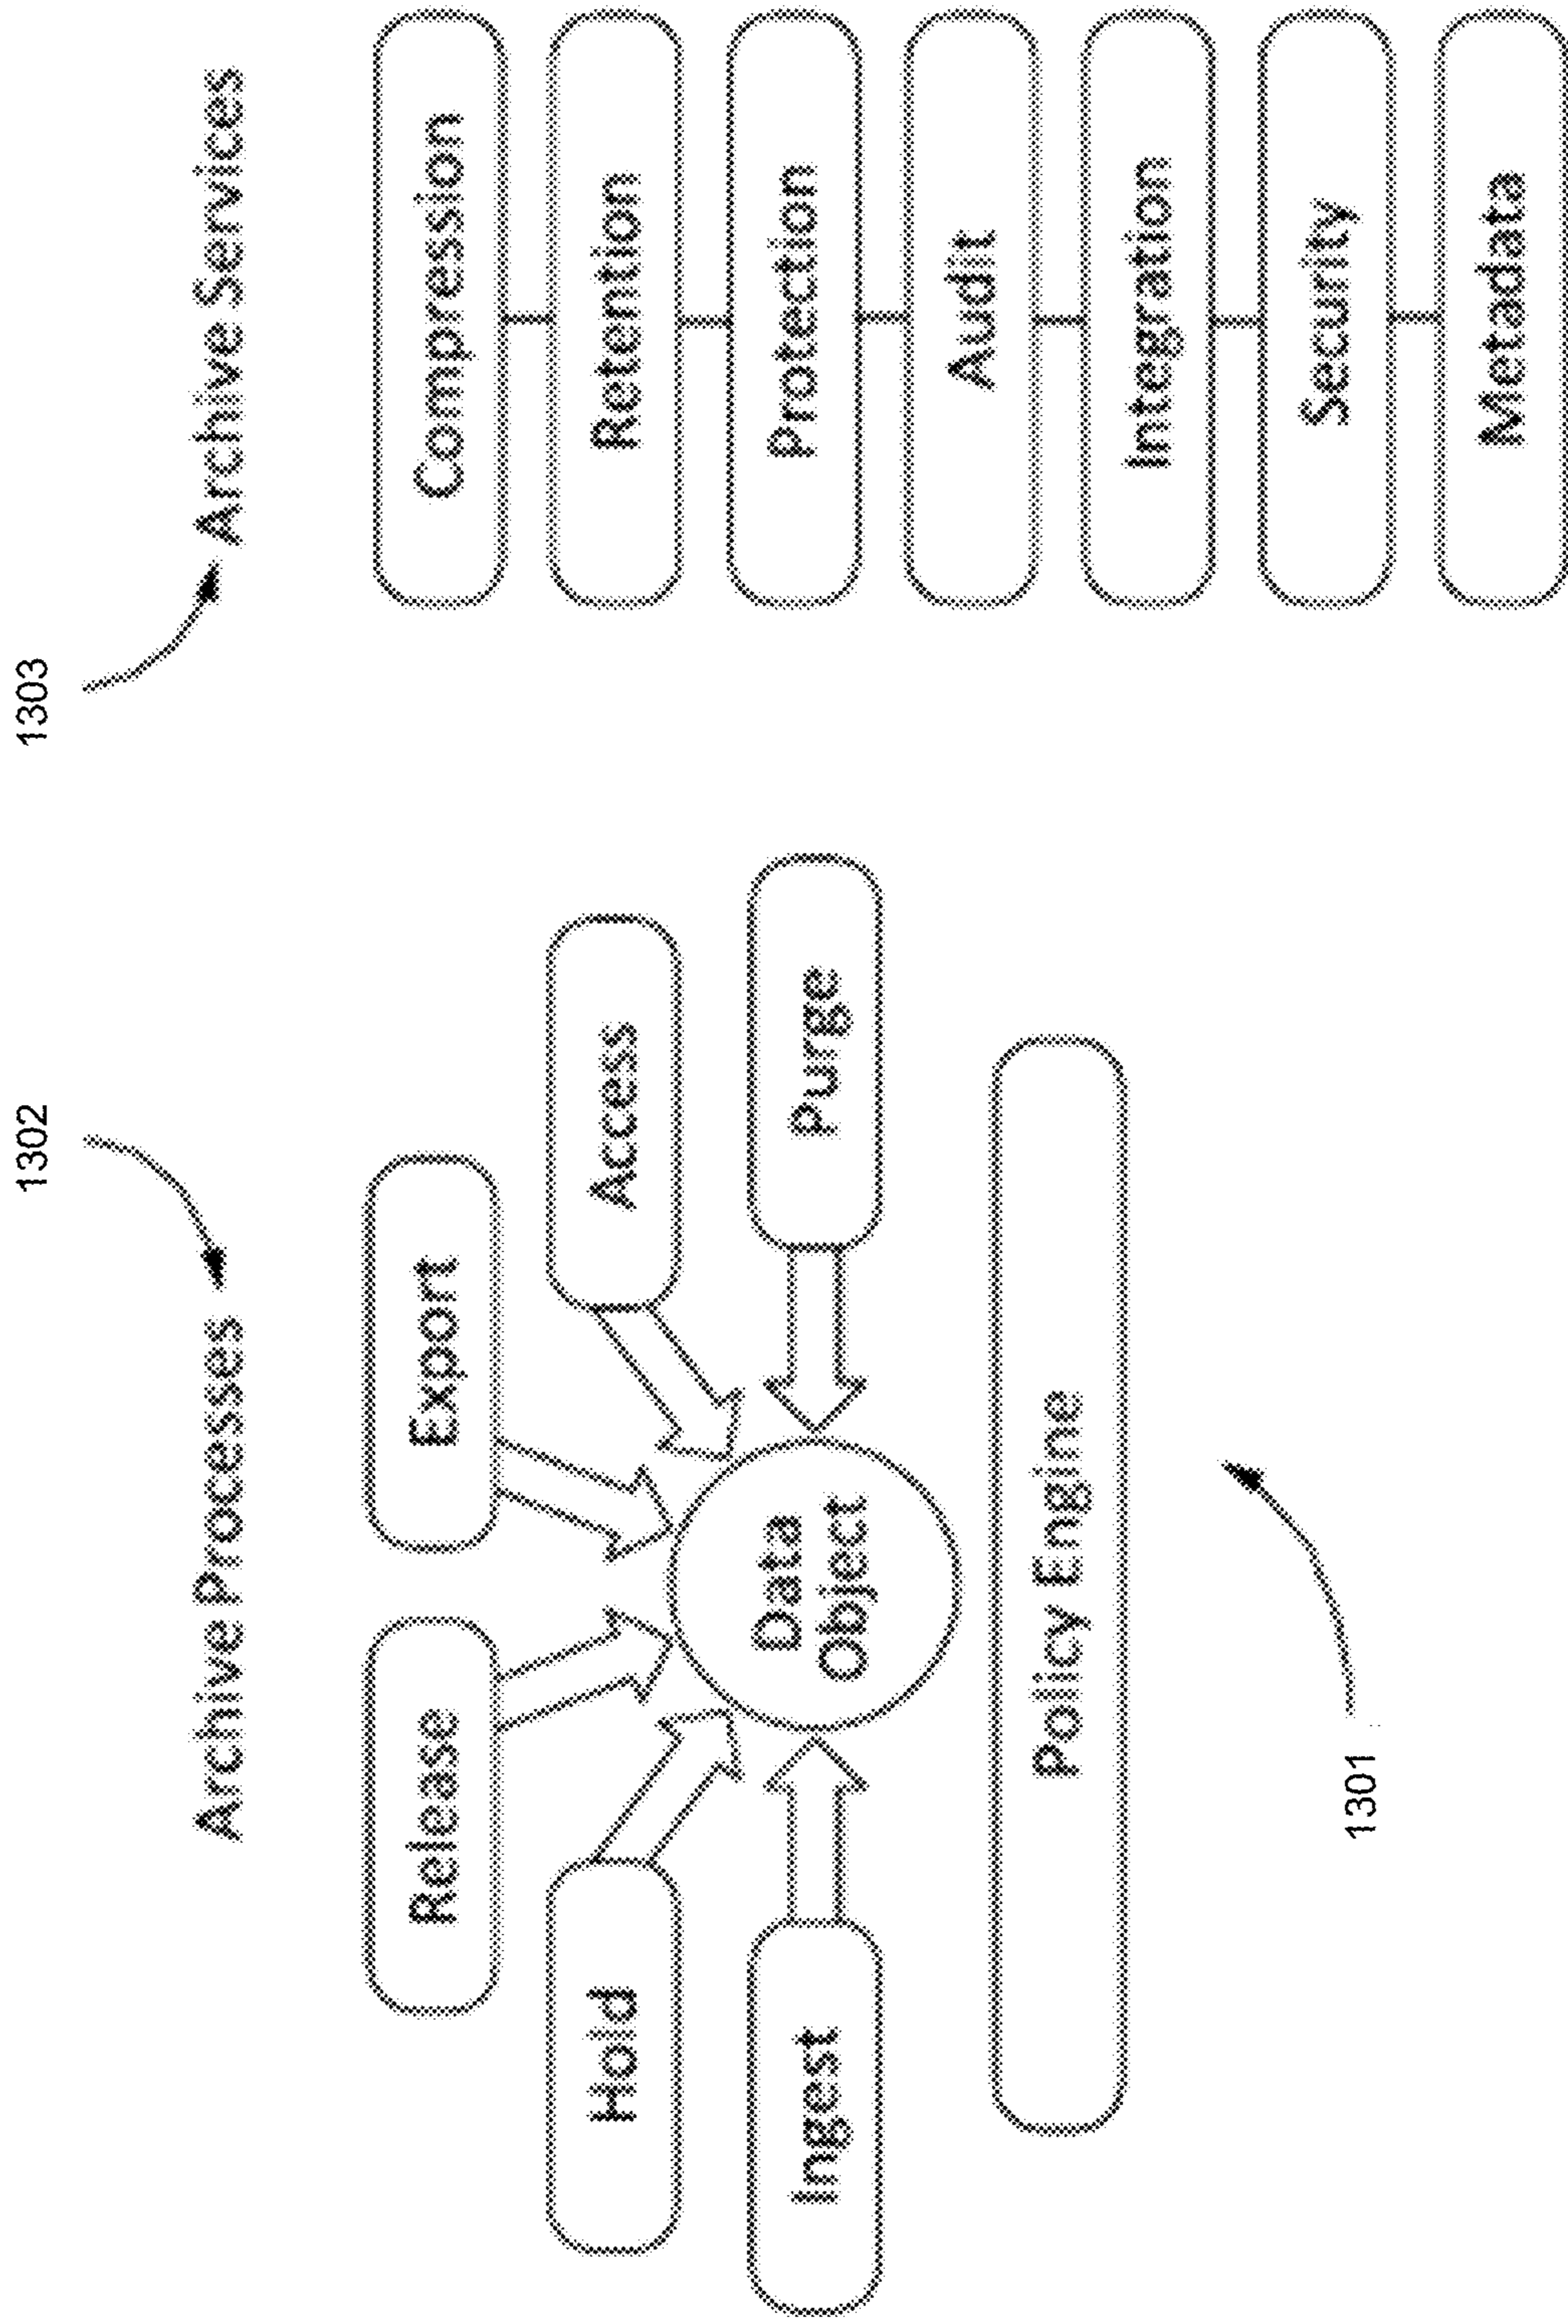 1302
1303
Archive Processes
Archive Services
Release
Export
Hold
Access
Ingest
Data
Object
Purge
Policy Engine
1301
Compression
Retention
Protection
Audit
Integration
Security
Metadata